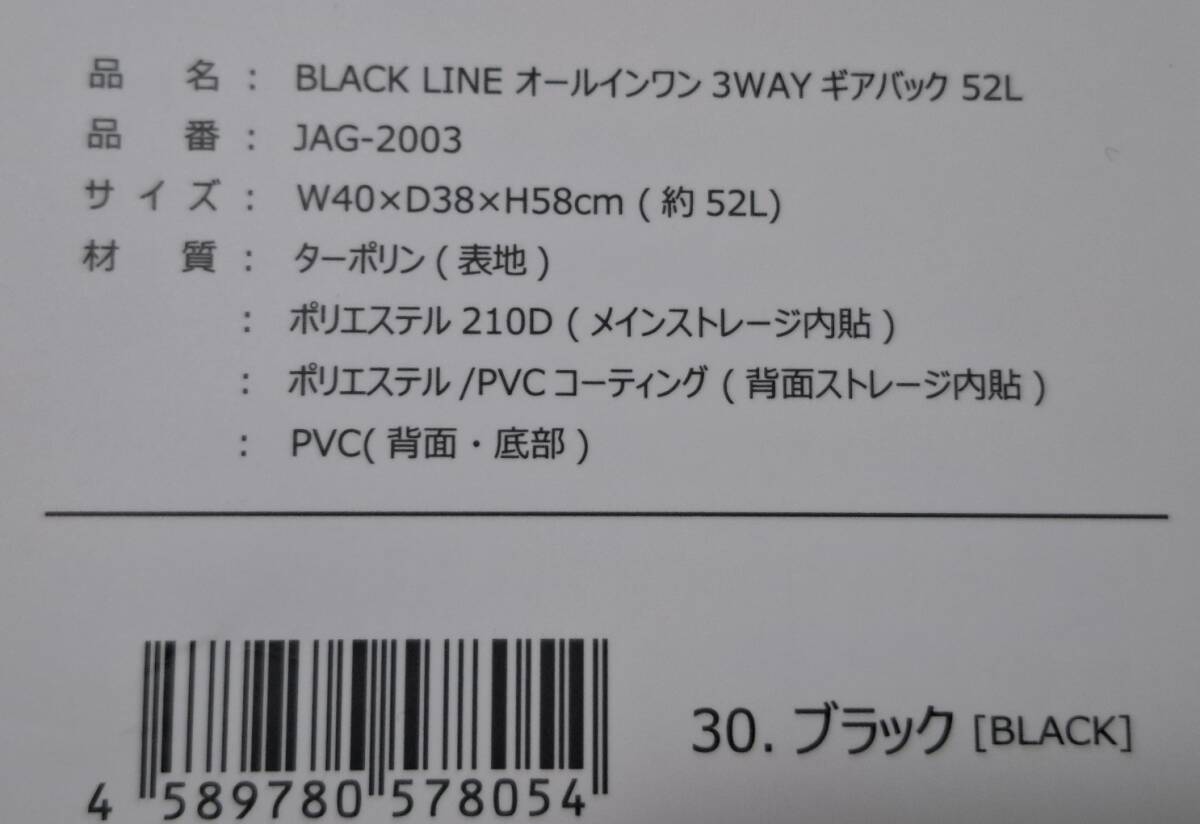 品 名 : BLACK LINE オールインワン 3WAY ギアバック 52L
品 番 : JAG-2003
サ イ ズ : W40×D38×H58cm ( 約 52L)
材 質 : ターポリン ( 表地 )
: ポリエステル 210D ( メインストレージ内貼 )
: ポリエステル /PVC コーティング ( 背面ストレージ内貼 )
: PVC( 背面・底部 )
30. ブラック [BLACK]
4 589780 578054